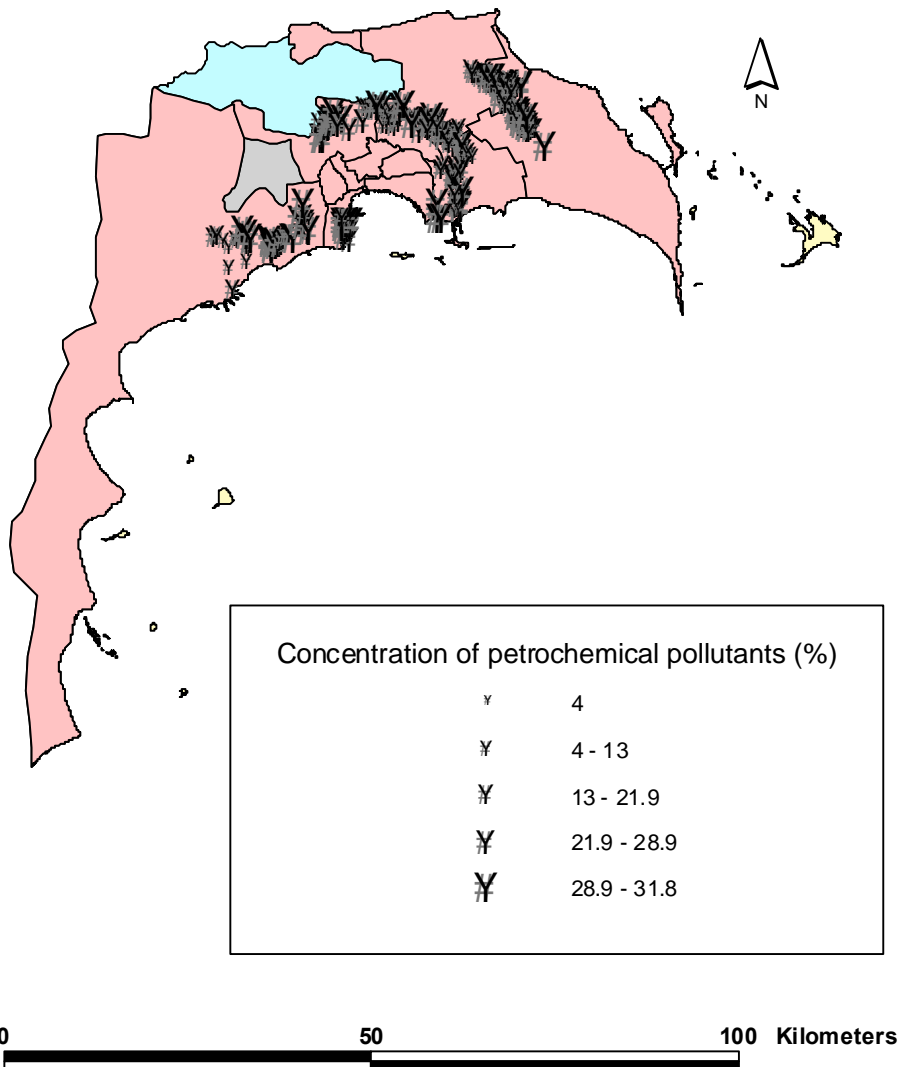 N
Concentration of petrochemical pollutants (%)
¥ 4
¥ 4 - 13
¥ 13 - 21.9
¥ 21.9 - 28.9
¥ 28.9 - 31.8
0 50 100 Kilometers